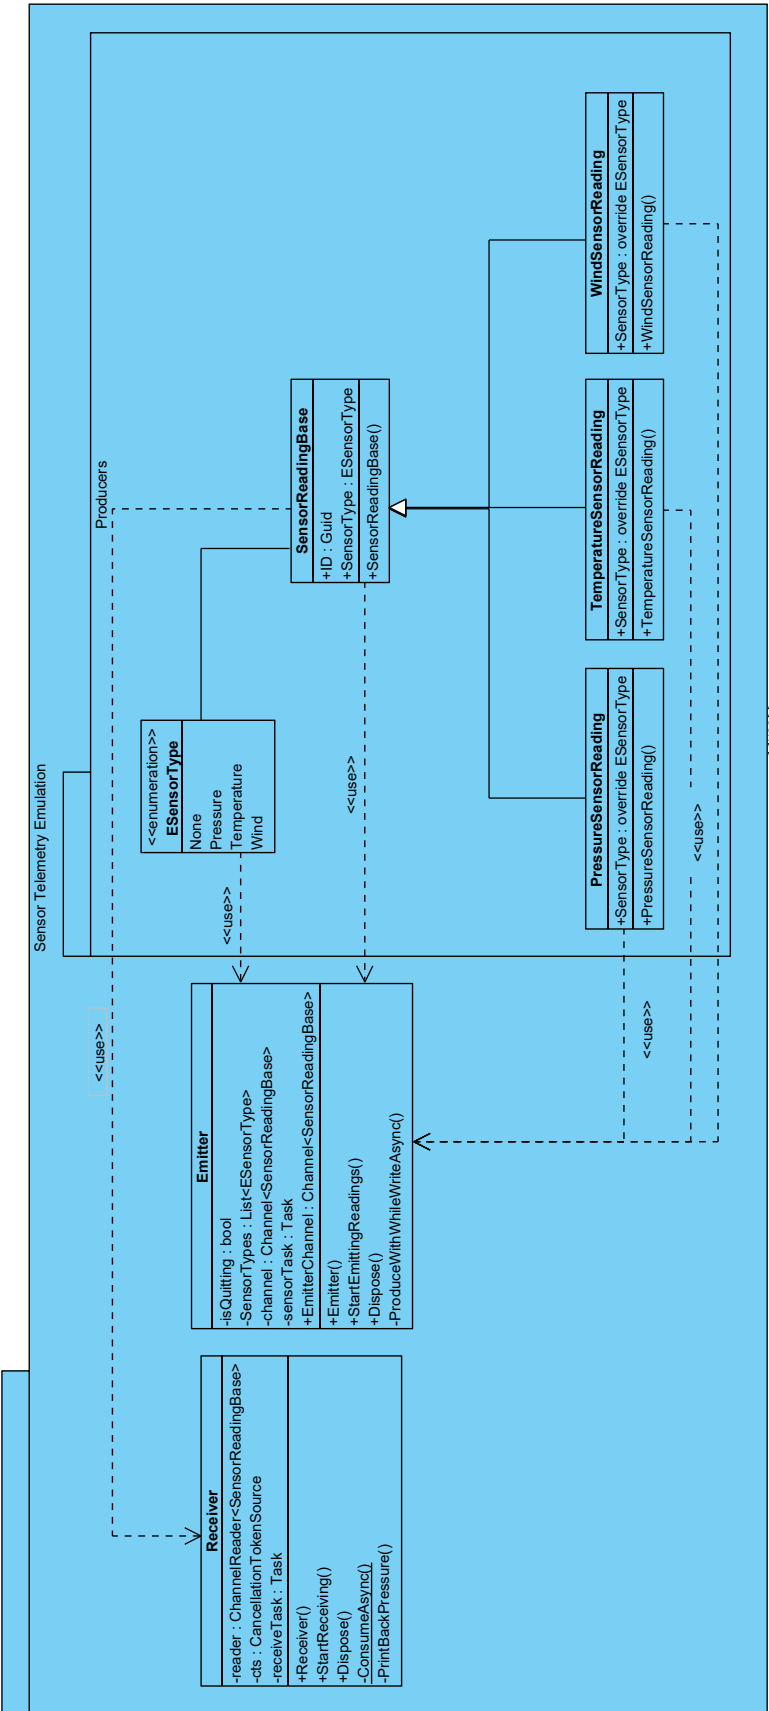 Sensor Telemetry Emulation
Producers
<<use>>
Receiver
-reader : ChannelReader<SensorReadingBase>
-cts : CancellationTokenSource
-receiveTask : Task
+Receiver()
+StartReceiving()
+Dispose()
-ConsumeAsync()
-PrintBackPressure()
Emitter
-isQuitting : bool
-SensorTypes : List<ESensorType>
-channel : Channel<SensorReadingBase>
-sensorTask : Task
+EmitterChannel : Channel<SensorReadingBase>
+Emitter()
+StartEmittingReadings()
+Dispose()
-ProduceWithWhileWriteAsync()
<<use>>
<<enumeration>>
ESensorType
None
Pressure
Temperature
Wind
<<use>>
SensorReadingBase
+ID : Guid
+SensorType : ESensorType
+SensorReadingBase()
PressureSensorReading
+SensorType : override ESensorType
+PressureSensorReading()
TemperatureSensorReading
+SensorType : override ESensorType
+TemperatureSensorReading()
WindSensorReading
+SensorType : override ESensorType
+WindSensorReading()
<<use>>
<<use>>